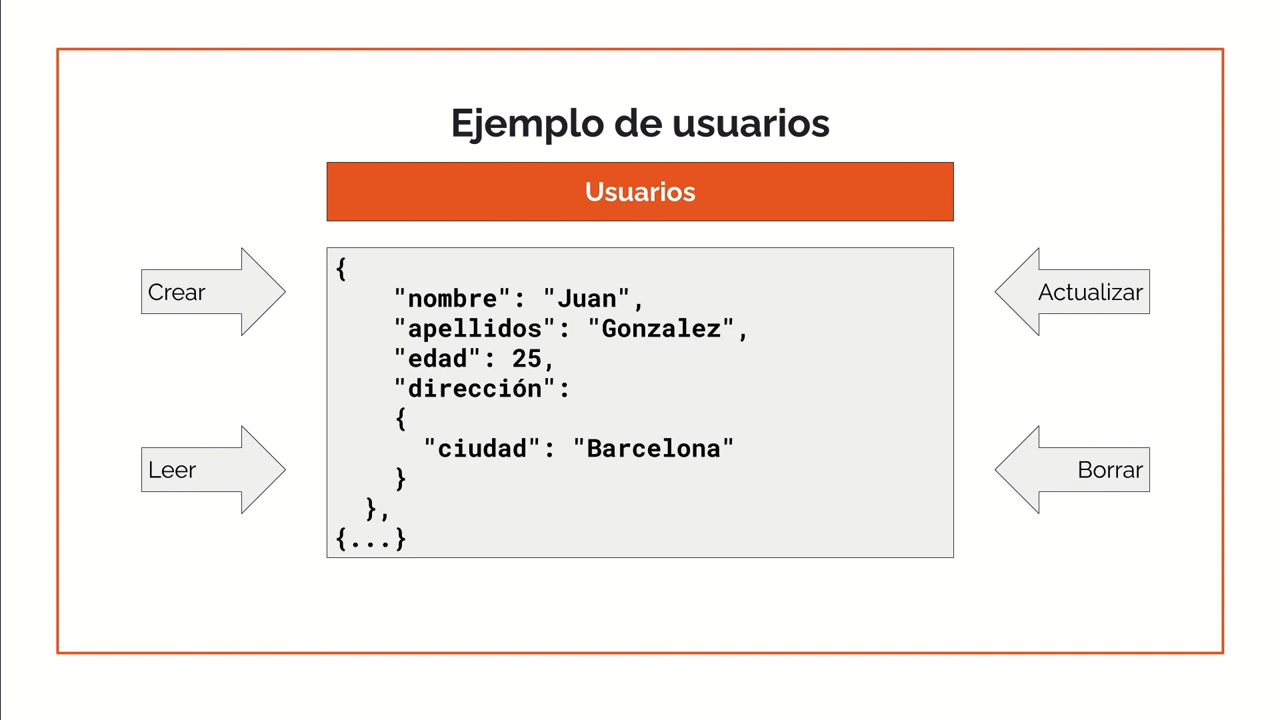 Ejemplo de usuarios
Usuarios
Crear
Leer
{
"nombre": "Juan",
"apellidos": "Gonzalez",
"edad": 25,
"dirección":
{
"ciudad": "Barcelona"
}
},
{...}
Actualizar
Borrar